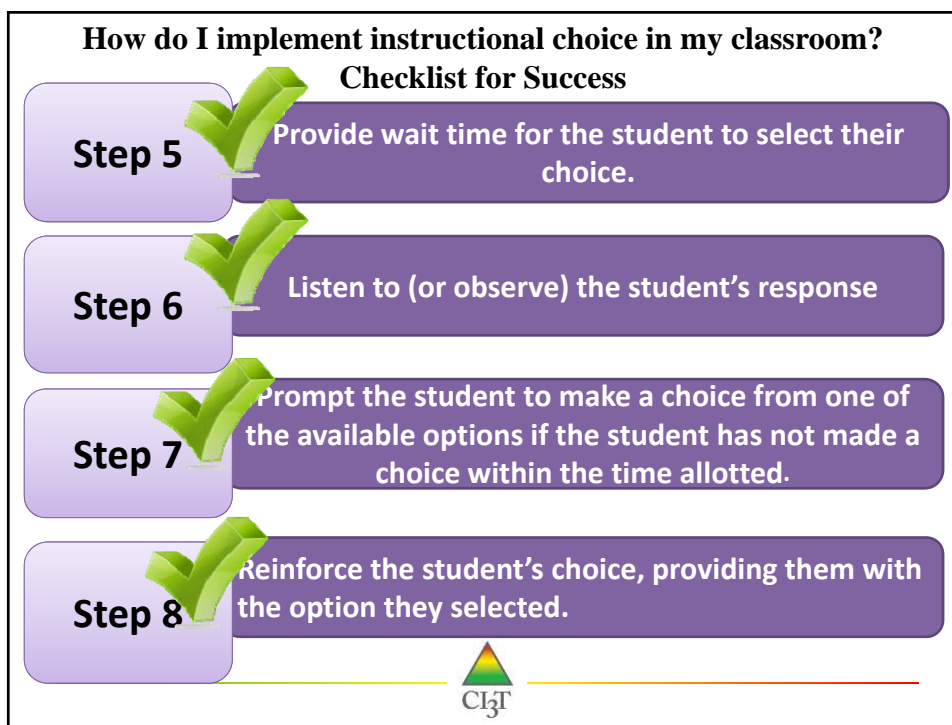 How do I implement instructional choice in my classroom?
Checklist for Success
Step 5
Provide wait time for the student to select their
choice.
Step 6
Listen to (or observe) the student’s response
Step 7
Prompt the student to make a choice from one of
the available options if the student has not made a
choice within the time allotted.
Step 8
Reinforce the student’s choice, providing them with
the option they selected.
CI3T